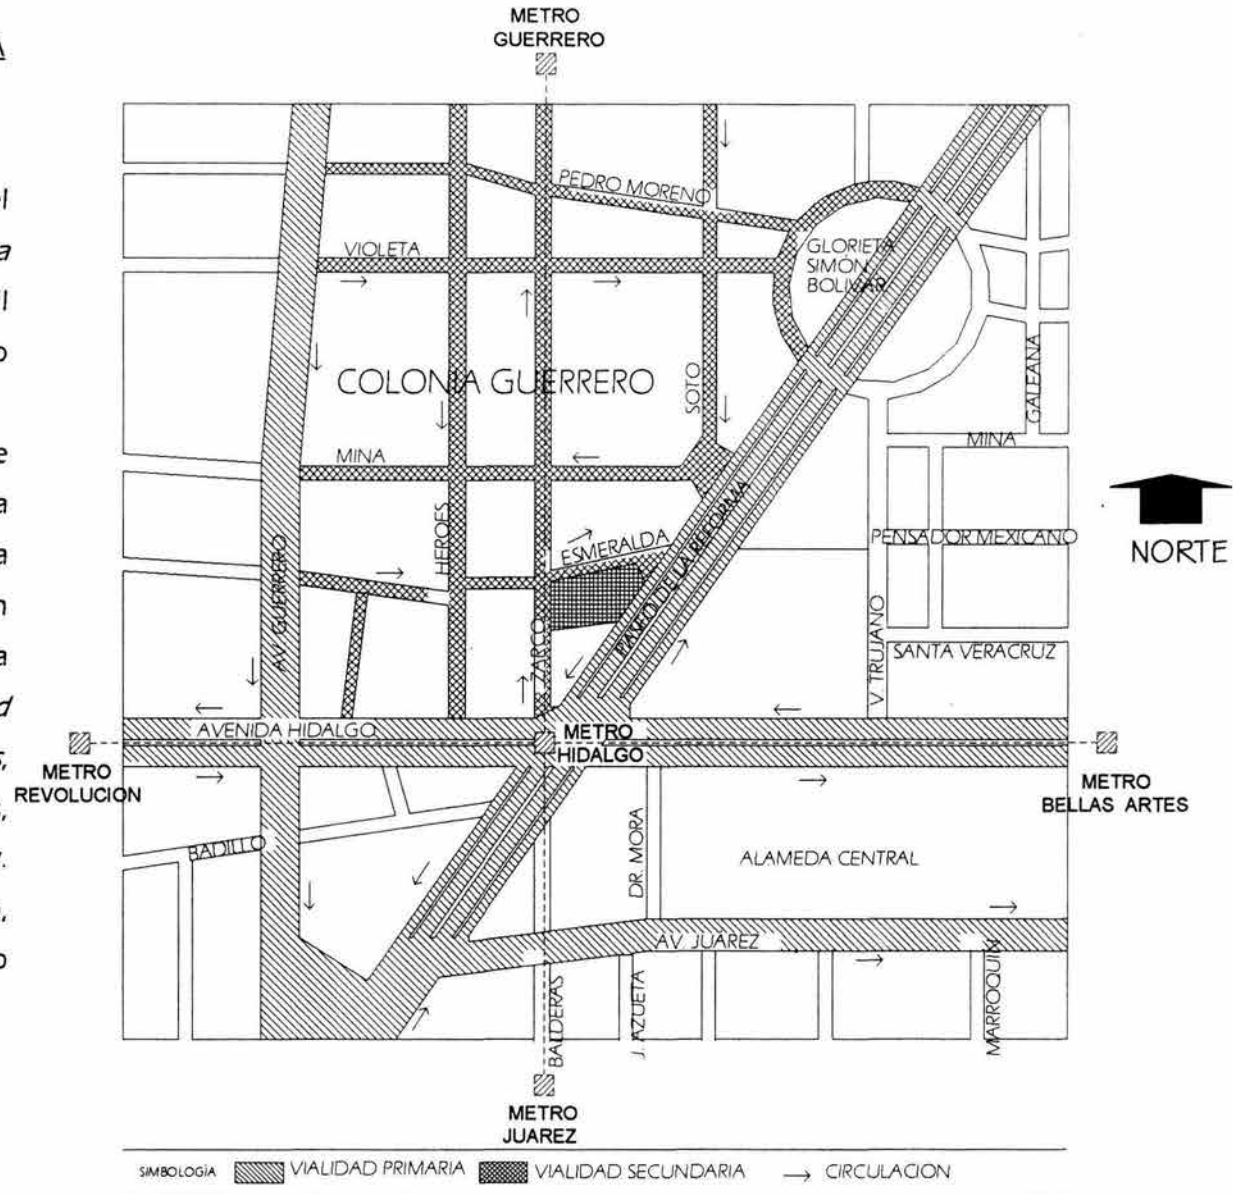 METRO
GUERRERO
PEDRO MORENO
VIOLETA
GLORIETA
SIMÓN
BOLIVAR
COLONIA GUERRERO
SOTO
GALEANA
MINA
MINA
HEROES
ESMERALDA
PASEO DE LA REFORMA
PENSADOR MEXICANO
NORTE
AV GUERRERO
ZARCO
V. TRUJANO
SANTA VERACRUZ
AVENIDA HIDALGO
METRO
HIDALGO
METRO
REVOLUCION
METRO
BELLAS ARTES
BADILLO
DR. MORA
ALAMEDA CENTRAL
AV JUÁREZ
BALDERAS
J. AZUETA
MARROQUIN
METRO
JUAREZ
SIMBOLOGÍA VIALIDAD PRIMARIA VIALIDAD SECUNDARIA → CIRCULACION